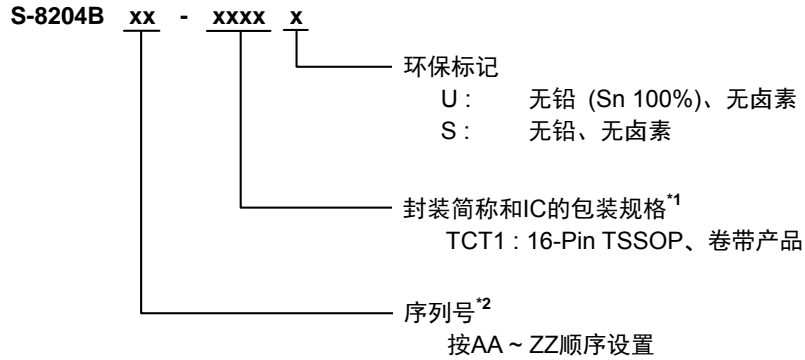 S-8204B xx - xxxx x
环保标记
U : 无铅 (Sn 100%)、无卤素
S : 无铅、无卤素
封装简称和IC的包装规格*1
TCT1 : 16-Pin TSSOP、卷带产品
序列号*2
按AA ~ ZZ顺序设置